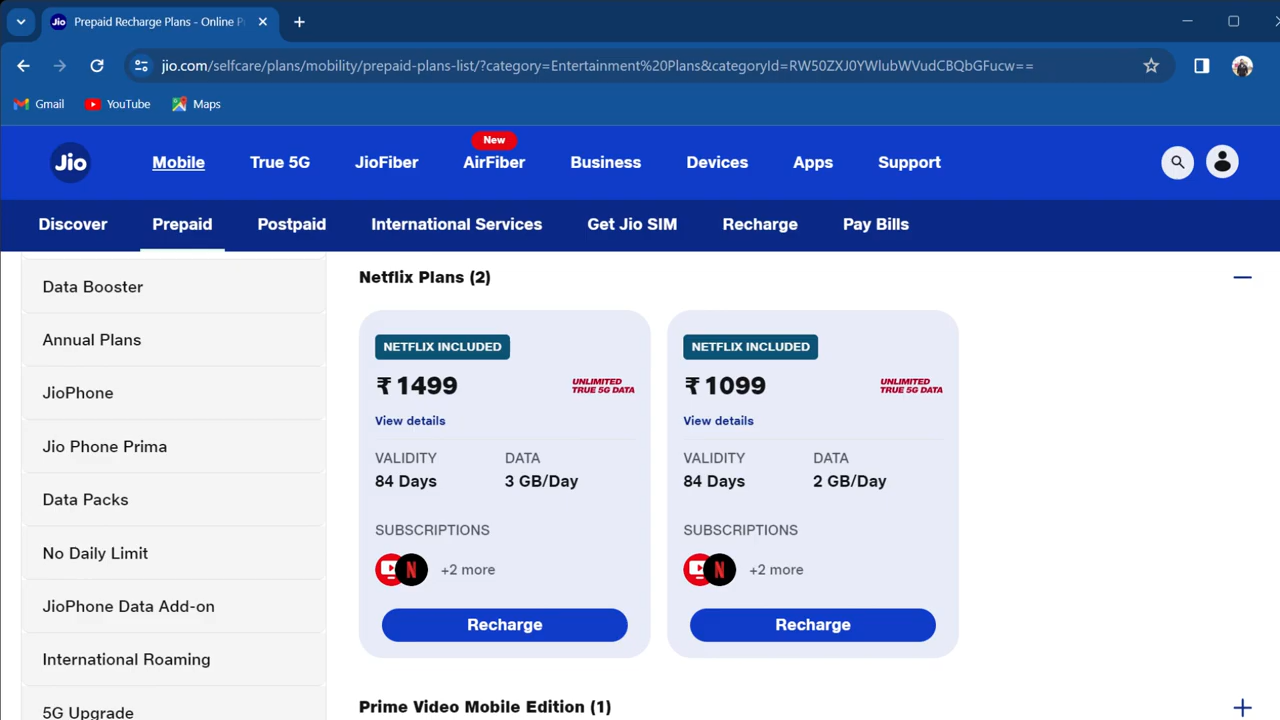 Jio Prepaid Recharge Plans - Online P
jio.com/selfcare/plans/mobility/prepaid-plans-list/?category=Entertainment%20Plans&categoryId=RW50ZXJ0YWlubWVudCBQbGFucw==
Gmail YouTube Maps
New
Jio Mobile True 5G JioFiber AirFiber Business Devices Apps Support
Discover Prepaid Postpaid International Services Get Jio SIM Recharge Pay Bills
Data Booster
Annual Plans
JioPhone
Jio Phone Prima
Data Packs
No Daily Limit
JioPhone Data Add-on
International Roaming
5G Upgrade
Netflix Plans (2)
NETFLIX INCLUDED
₹ 1499
UNLIMITED
TRUE 5G DATA
View details
VALIDITY DATA
84 Days 3 GB/Day
SUBSCRIPTIONS
N +2 more
Recharge
NETFLIX INCLUDED
₹ 1099
UNLIMITED
TRUE 5G DATA
View details
VALIDITY DATA
84 Days 2 GB/Day
SUBSCRIPTIONS
N +2 more
Recharge
Prime Video Mobile Edition (1)